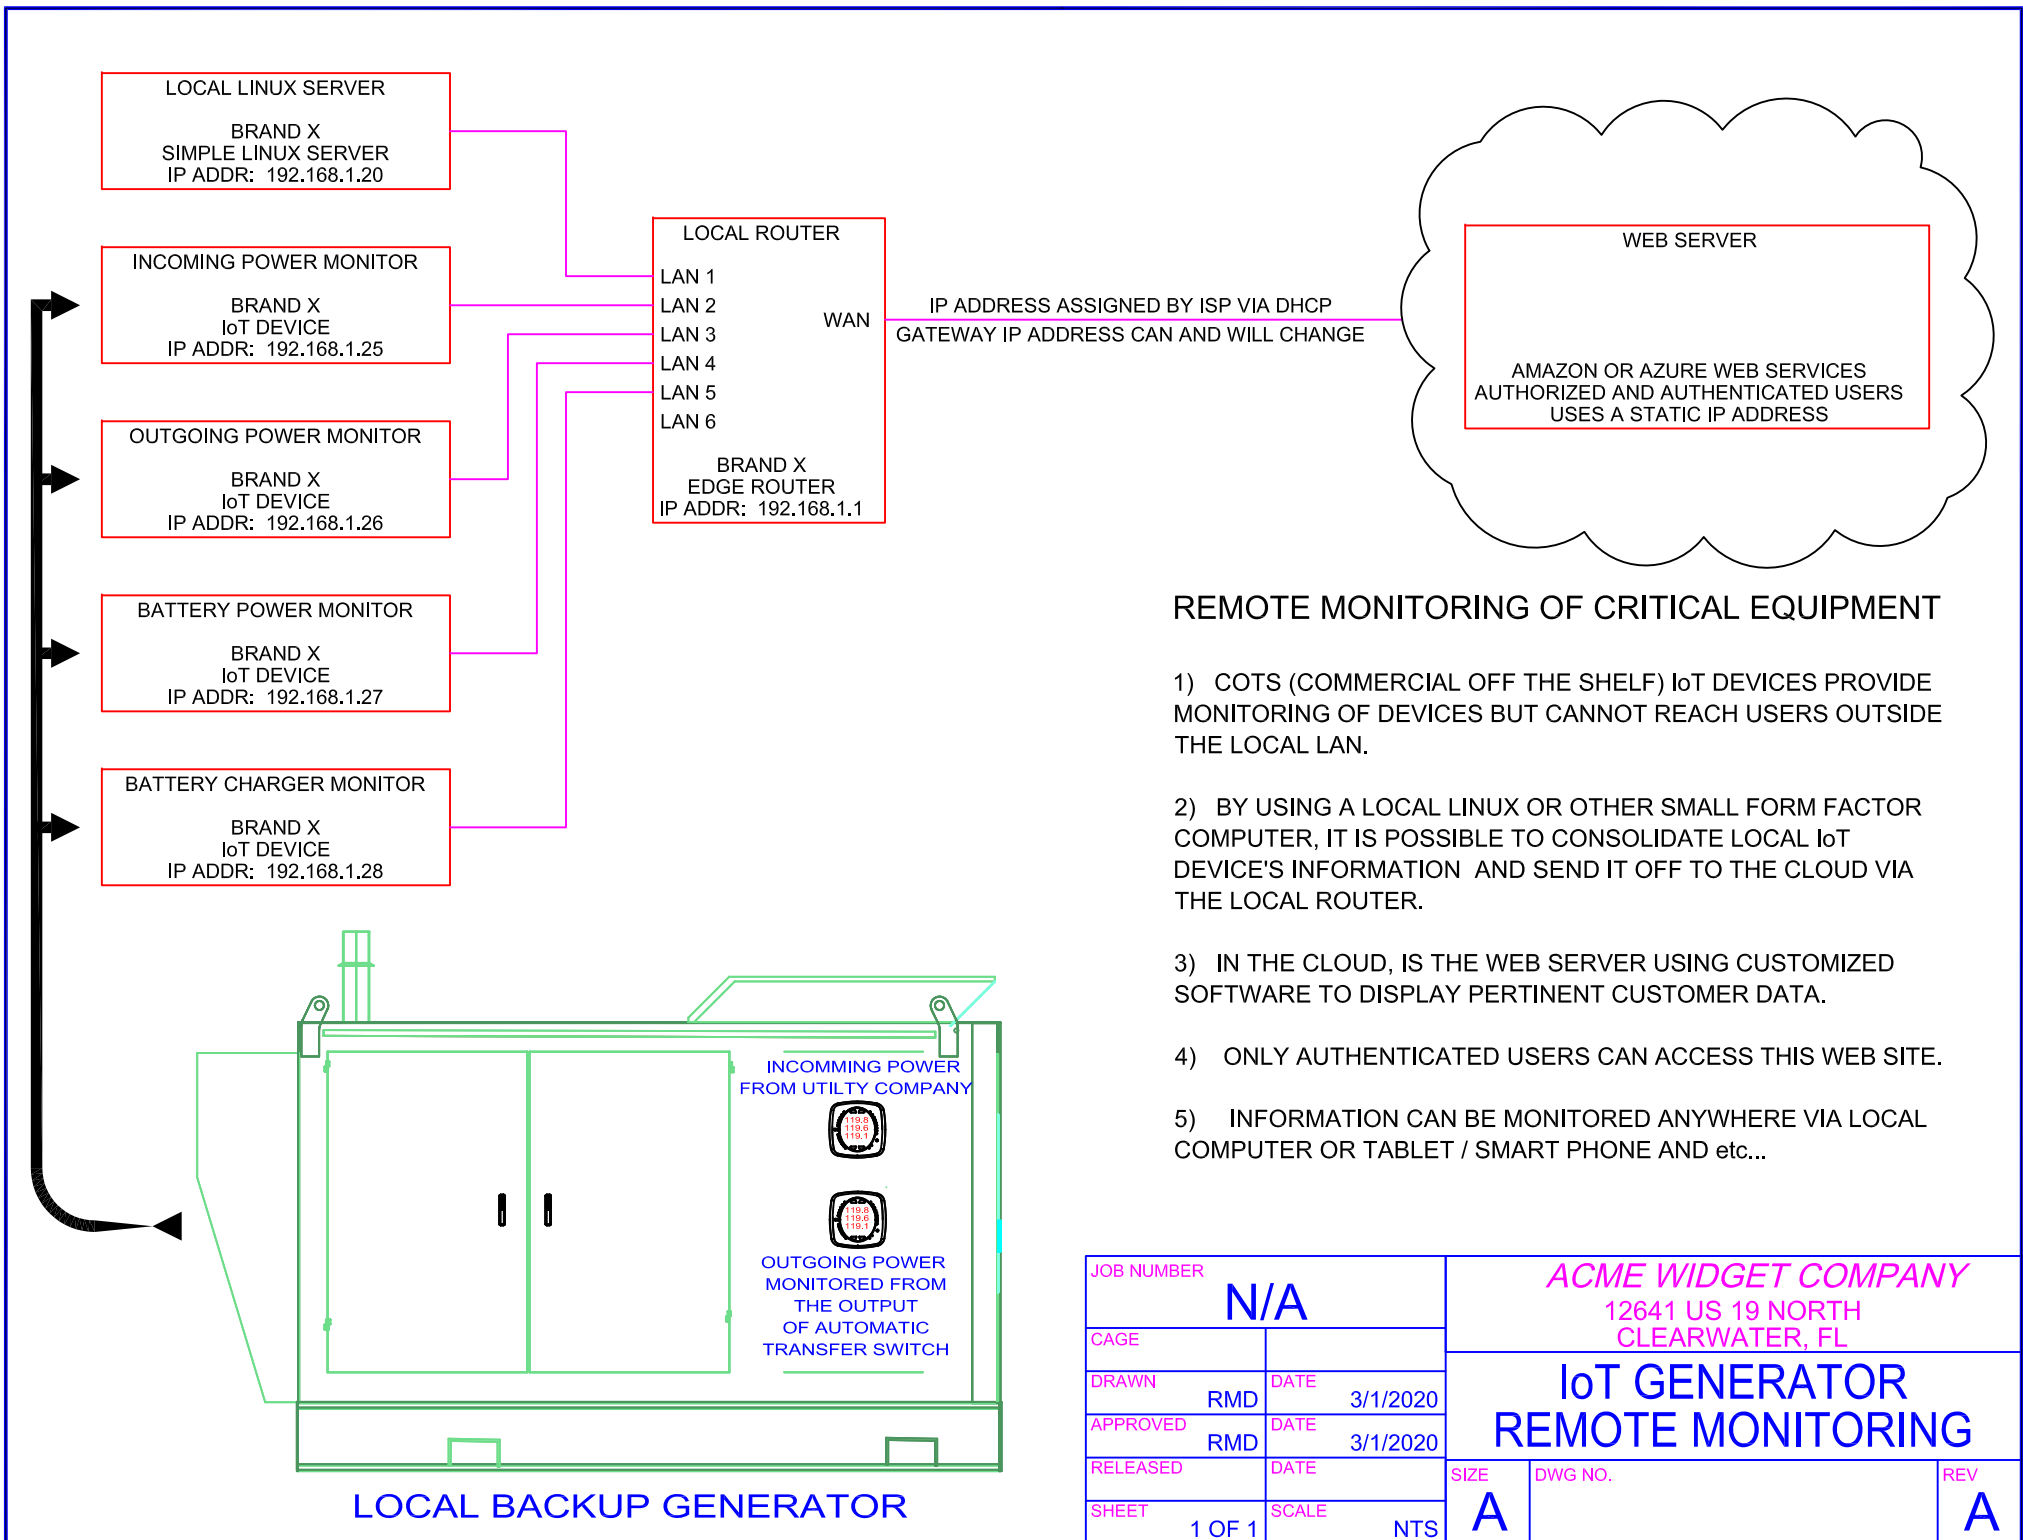 LOCAL LINUX SERVER
BRAND X
SIMPLE LINUX SERVER
IP ADDR: 192.168.1.20
INCOMING POWER MONITOR
BRAND X
IoT DEVICE
IP ADDR: 192.168.1.25
OUTGOING POWER MONITOR
BRAND X
IoT DEVICE
IP ADDR: 192.168.1.26
BATTERY POWER MONITOR
BRAND X
IoT DEVICE
IP ADDR: 192.168.1.27
BATTERY CHARGER MONITOR
BRAND X
IoT DEVICE
IP ADDR: 192.168.1.28
LOCAL ROUTER
LAN 1
LAN 2
LAN 3
LAN 4
LAN 5
LAN 6
WAN
BRAND X
EDGE ROUTER
IP ADDR: 192.168.1.1
IP ADDRESS ASSIGNED BY ISP VIA DHCP
GATEWAY IP ADDRESS CAN AND WILL CHANGE
WEB SERVER
AMAZON OR AZURE WEB SERVICES
AUTHORIZED AND AUTHENTICATED USERS
USES A STATIC IP ADDRESS
REMOTE MONITORING OF CRITICAL EQUIPMENT
1) COTS (COMMERCIAL OFF THE SHELF) IoT DEVICES PROVIDE
MONITORING OF DEVICES BUT CANNOT REACH USERS OUTSIDE
THE LOCAL LAN.
2) BY USING A LOCAL LINUX OR OTHER SMALL FORM FACTOR
COMPUTER, IT IS POSSIBLE TO CONSOLIDATE LOCAL IoT
DEVICE'S INFORMATION AND SEND IT OFF TO THE CLOUD VIA
THE LOCAL ROUTER.
3) IN THE CLOUD, IS THE WEB SERVER USING CUSTOMIZED
SOFTWARE TO DISPLAY PERTINENT CUSTOMER DATA.
4) ONLY AUTHENTICATED USERS CAN ACCESS THIS WEB SITE.
5) INFORMATION CAN BE MONITORED ANYWHERE VIA LOCAL
COMPUTER OR TABLET / SMART PHONE AND etc...
INCOMMING POWER
FROM UTILTY COMPANY
119.8
119.6
119.1
119.8
119.6
119.1
OUTGOING POWER
MONITORED FROM
THE OUTPUT
OF AUTOMATIC
TRANSFER SWITCH
LOCAL BACKUP GENERATOR
JOB NUMBER
N/A
CAGE
DRAWN RMD DATE 3/1/2020
APPROVED RMD DATE 3/1/2020
RELEASED DATE
SHEET 1 OF 1 SCALE NTS
ACME WIDGET COMPANY
12641 US 19 NORTH
CLEARWATER, FL
IoT GENERATOR
REMOTE MONITORING
SIZE A DWG NO. REV A